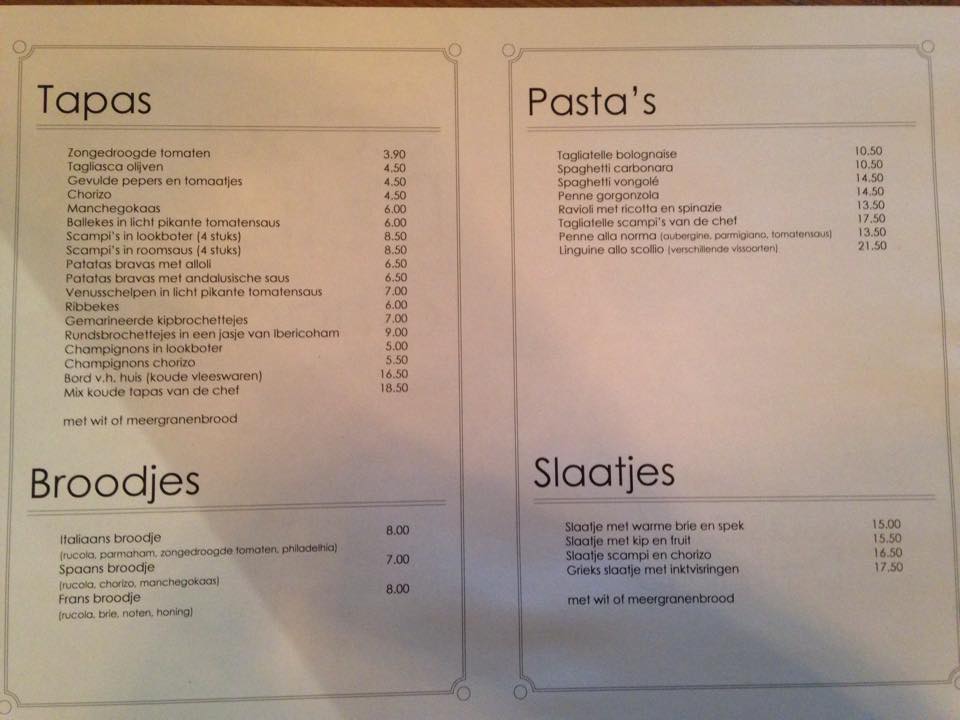 Tapas
Zongedroogde tomaten 3.90
Tagliasca olijven 4.50
Gevulde pepers en tomaatjes 4.50
Chorizo 4.50
Manchegokaas 6.00
Ballekes in licht pikante tomatensaus 6.00
Scampi's in lookboter (4 stuks) 8.50
Scampi's in roomsaus (4 stuks) 8.50
Patatas bravas met alloli 6.50
Patatas bravas met andalusische saus 6.50
Venusschelpen in licht pikante tomatensaus 7.00
Ribbekes 6.00
Gemarineerde kipbrochettejes 7.00
Rundsbrochettejes in een jasje van Ibericoham 9.00
Champignons in lookboter 5.00
Champignons chorizo 5.50
Bord v.h. huis (koude vleeswaren) 16.50
Mix koude tapas van de chef 18.50
met wit of meergranenbrood
Broodjes
Italiaans broodje 8.00
(rucola, parmaham, zongedroogde tomaten, philadelhia)
Spaans broodje 7.00
(rucola, chorizo, manchegokaas)
Frans broodje 8.00
(rucola, brie, noten, honing)
Pasta's
Tagliatelle bolognaise 10.50
Spaghetti carbonara 10.50
Spaghetti vongolé 14.50
Penne gorgonzola 14.50
Ravioli met ricotta en spinazie 13.50
Tagliatelle scampi's van de chef 17.50
Penne alla norma (aubergine, parmigiano, tomatensaus) 13.50
Linguine allo scollio (verschillende vissoorten) 21.50
Slaatjes
Slaatje met warme brie en spek 15.00
Slaatje met kip en fruit 15.50
Slaatje scampi en chorizo 16.50
Grieks slaatje met inktvisringen 17.50
met wit of meergranenbrood